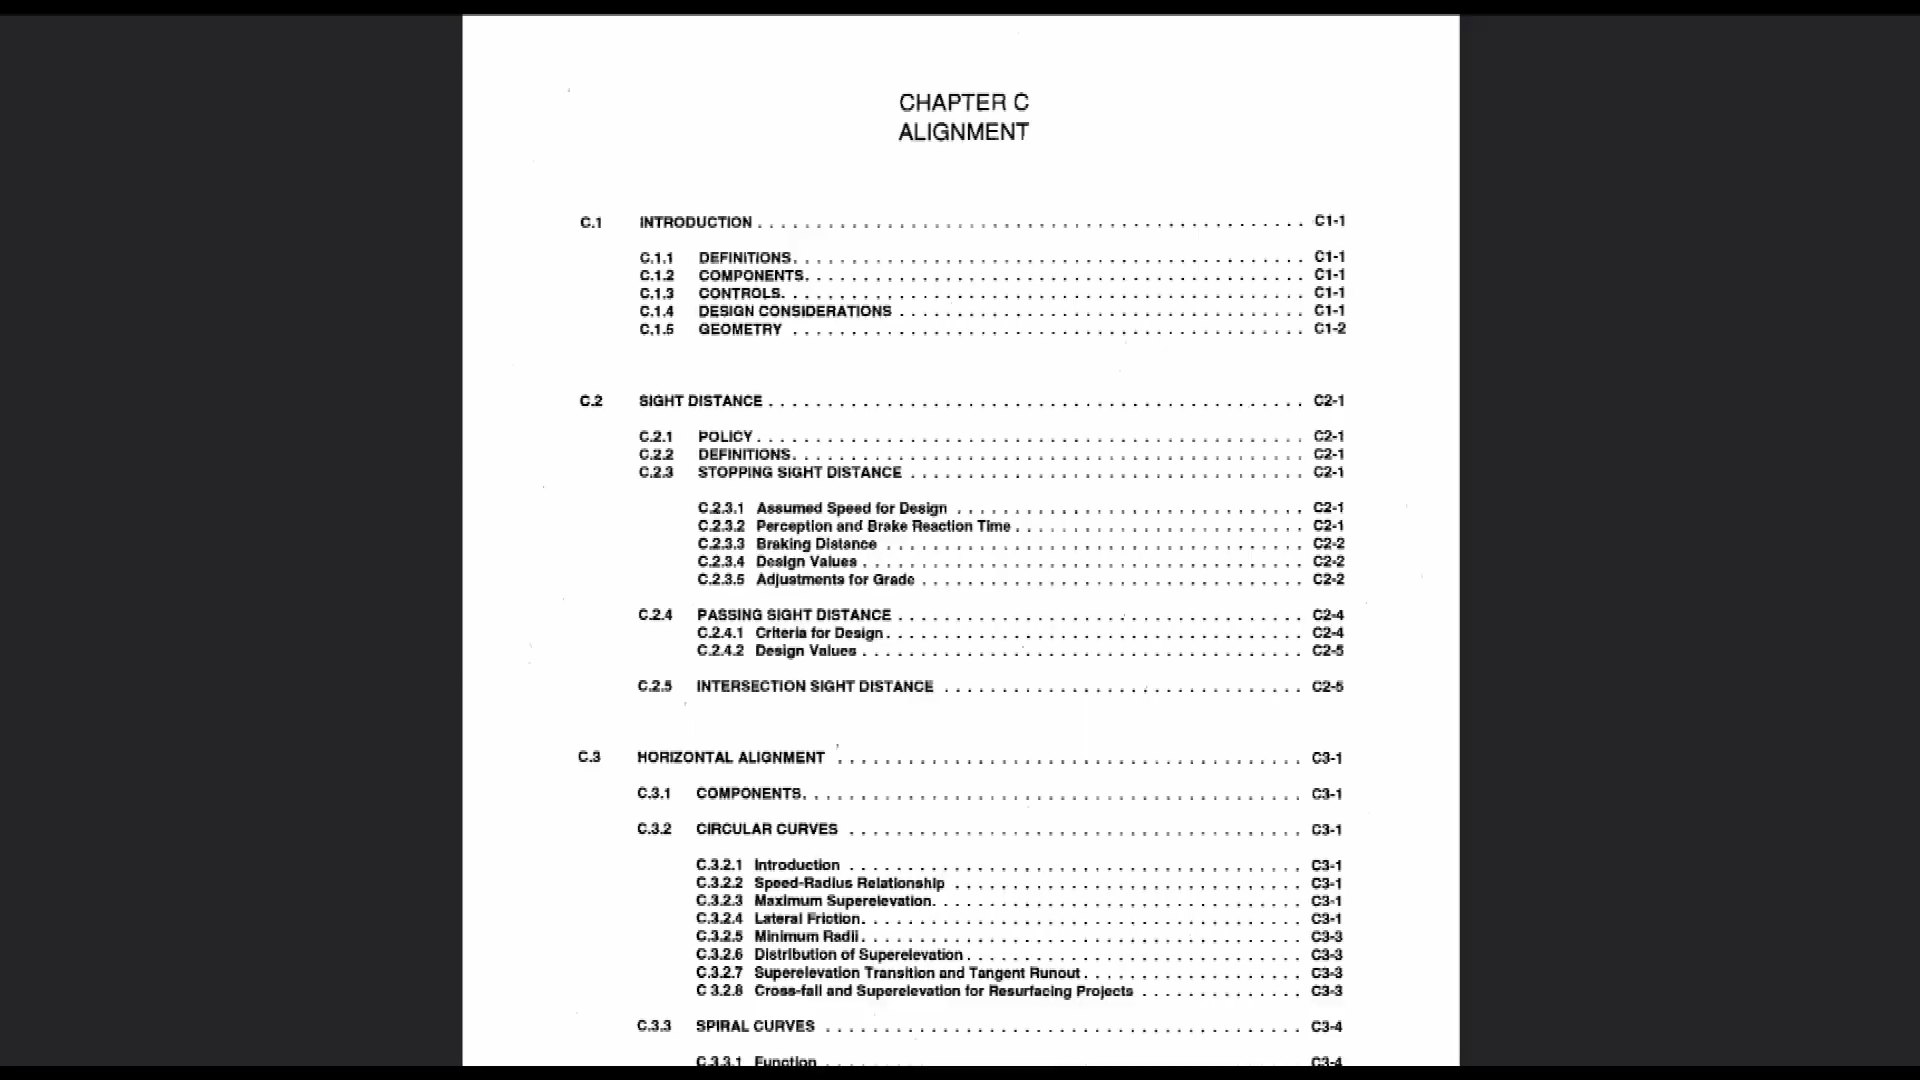 CHAPTER C
ALIGNMENT
C.1 INTRODUCTION . . . . . . . . . . C1-1
C.1.1 DEFINITIONS . . . . . . . . . . C1-1
C.1.2 COMPONENTS . . . . . . . . . . C1-1
C.1.3 CONTROLS . . . . . . . . . . C1-1
C.1.4 DESIGN CONSIDERATIONS . . . . . . . . . . C1-1
C.1.5 GEOMETRY . . . . . . . . . . C1-2
C.2 SIGHT DISTANCE . . . . . . . . . . C2-1
C.2.1 POLICY . . . . . . . . . . C2-1
C.2.2 DEFINITIONS . . . . . . . . . . C2-1
C.2.3 STOPPING SIGHT DISTANCE . . . . . . . . . . C2-1
C.2.3.1 Assumed Speed for Design . . . . . . . . . . C2-1
C.2.3.2 Perception and Brake Reaction Time . . . . . . . . . . C2-1
C.2.3.3 Braking Distance . . . . . . . . . . C2-2
C.2.3.4 Design Values . . . . . . . . . . C2-2
C.2.3.5 Adjustments for Grade . . . . . . . . . . C2-2
C.2.4 PASSING SIGHT DISTANCE . . . . . . . . . . C2-4
C.2.4.1 Criteria for Design . . . . . . . . . . C2-4
C.2.4.2 Design Values . . . . . . . . . . C2-5
C.2.5 INTERSECTION SIGHT DISTANCE . . . . . . . . . . C2-5
C.3 HORIZONTAL ALIGNMENT . . . . . . . . . . C3-1
C.3.1 COMPONENTS . . . . . . . . . . C3-1
C.3.2 CIRCULAR CURVES . . . . . . . . . . C3-1
C.3.2.1 Introduction . . . . . . . . . . C3-1
C.3.2.2 Speed-Radius Relationship . . . . . . . . . . C3-1
C.3.2.3 Maximum Superelevation . . . . . . . . . . C3-1
C.3.2.4 Lateral Friction . . . . . . . . . . C3-1
C.3.2.5 Minimum Radii . . . . . . . . . . C3-3
C.3.2.6 Distribution of Superelevation . . . . . . . . . . C3-3
C.3.2.7 Superelevation Transition and Tangent Runout . . . . . . . . . . C3-3
C 3.2.8 Cross-fall and Superelevation for Resurfacing Projects . . . . . . . . . . C3-3
C.3.3 SPIRAL CURVES . . . . . . . . . . C3-4
C.3.3.1 Function . . . . . . . . . . C3-4